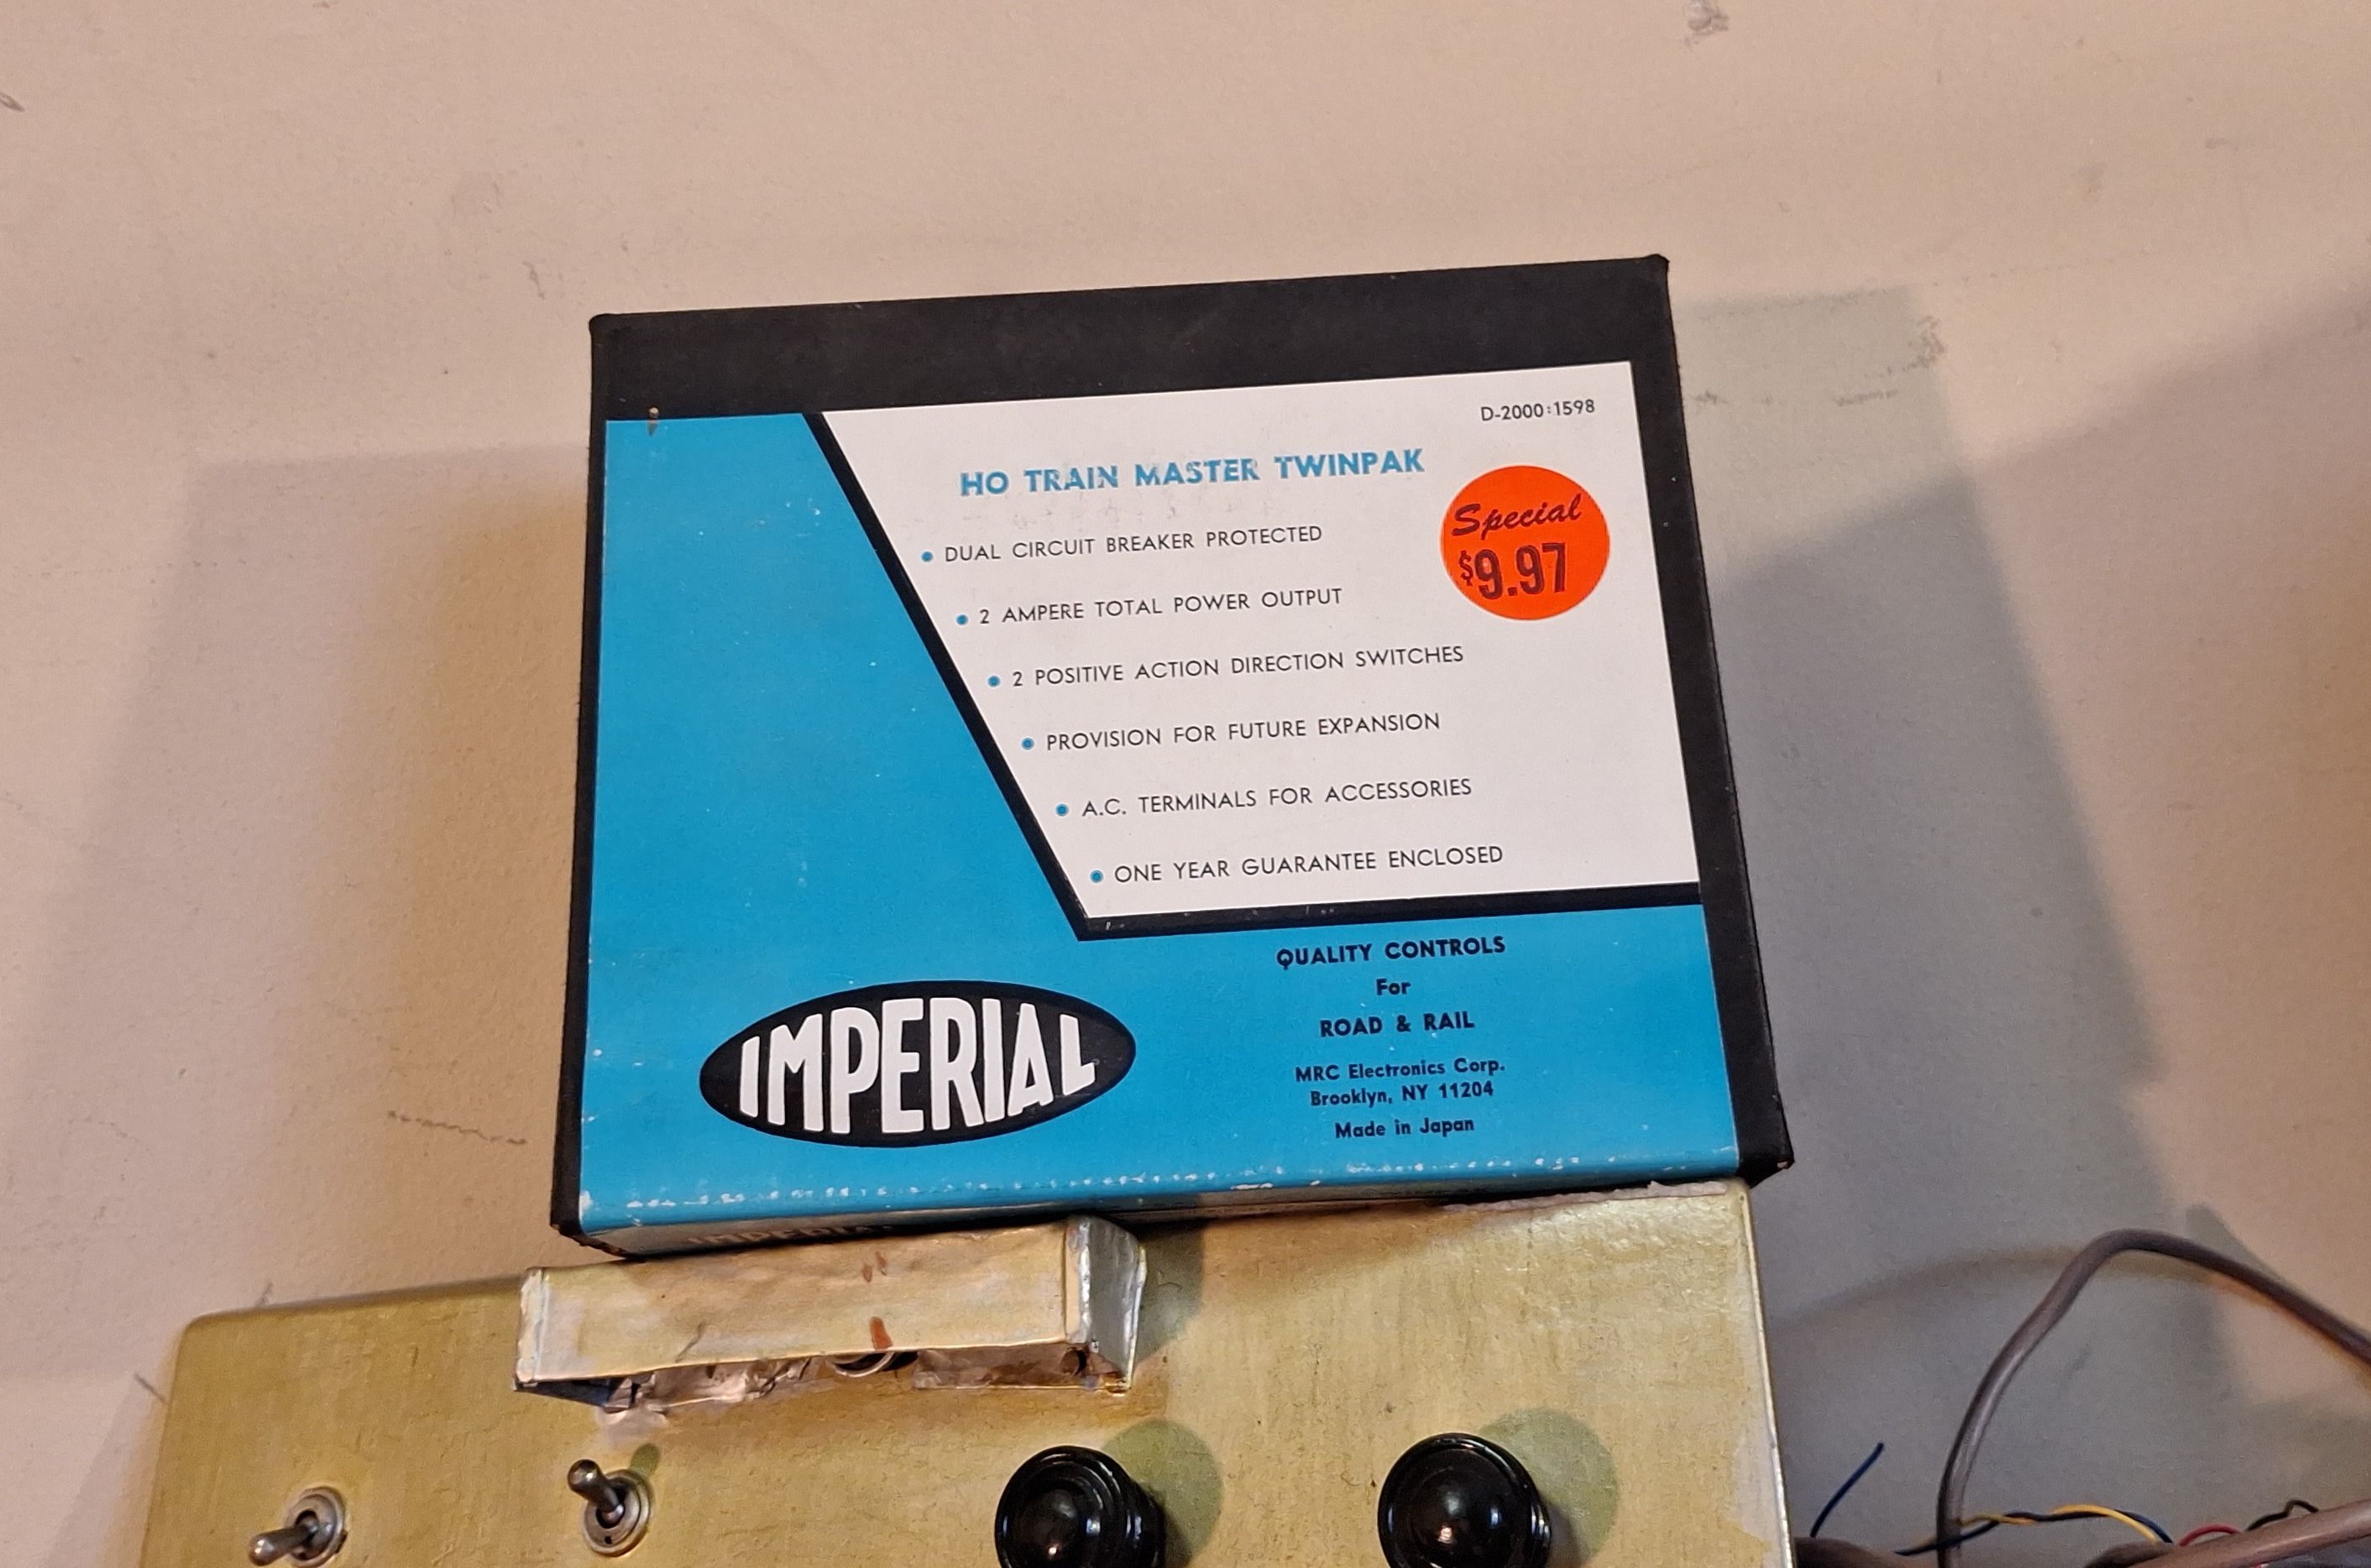 D-2000:1598
HO TRAIN MASTER TWINPAK
Special
$9.97
• DUAL CIRCUIT BREAKER PROTECTED
• 2 AMPERE TOTAL POWER OUTPUT
• 2 POSITIVE ACTION DIRECTION SWITCHES
• PROVISION FOR FUTURE EXPANSION
• A.C. TERMINALS FOR ACCESSORIES
• ONE YEAR GUARANTEE ENCLOSED
QUALITY CONTROLS
For
ROAD & RAIL
MRC Electronics Corp.
Brooklyn, NY 11204
Made in Japan
IMPERIAL
IMPERIAL